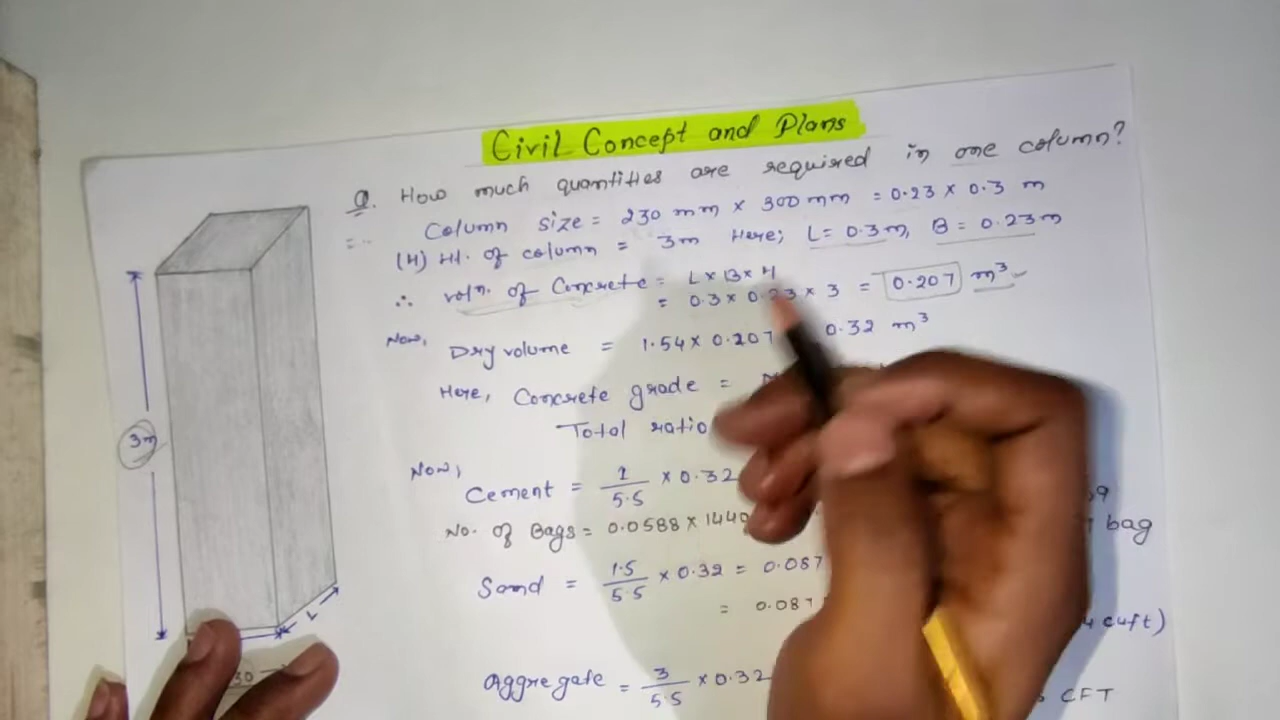 Civil Concept and Plans
Q. How much quantities are required in one column?
Column size = 230 mm × 300 mm = 0.23 × 0.3 m
(H) Ht. of column = 3m Here; L = 0.3m, B = 0.23m
∴ voln. of Concrete = L×B×H
= 0.3 × 0.23 × 3 = 0.207 m³
Now, Dry volume = 1.54 × 0.207 0.32 m³
Here, Concrete grade =
Total ratio
Now,
Cement = 1/5.5 × 0.32
No. of Bags = 0.0588 × 1440 bag
Sand = 1.5/5.5 × 0.32 = 0.087
= 0.087 cuft)
Aggregate = 3/5.5 × 0.32 CFT
3m
L
30